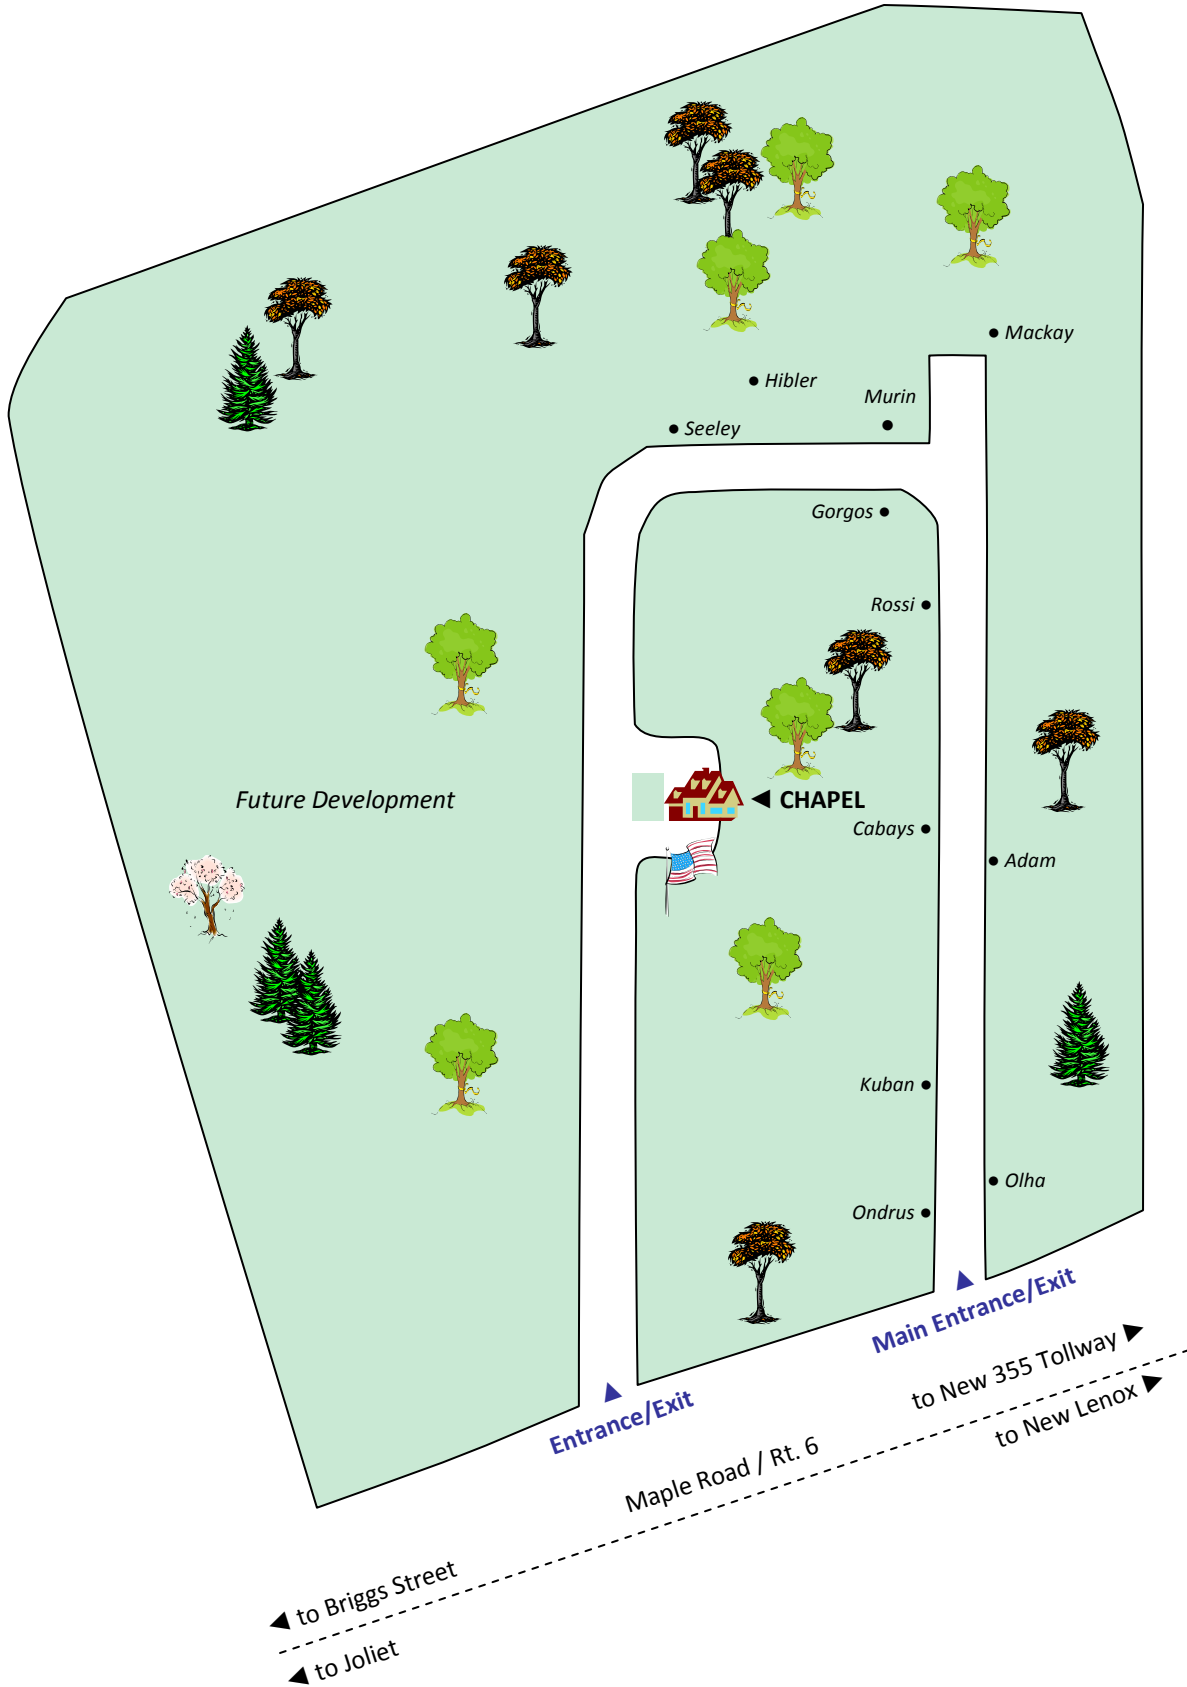 Mackay
Hibler
Murin
Seeley
Gorgos
Rossi
Future Development
CHAPEL
Cabays
Adam
Kuban
Olha
Ondrus
Main Entrance/Exit
Entrance/Exit
to New 355 Tollway
to New Lenox
Maple Road / Rt. 6
to Briggs Street
to Joliet